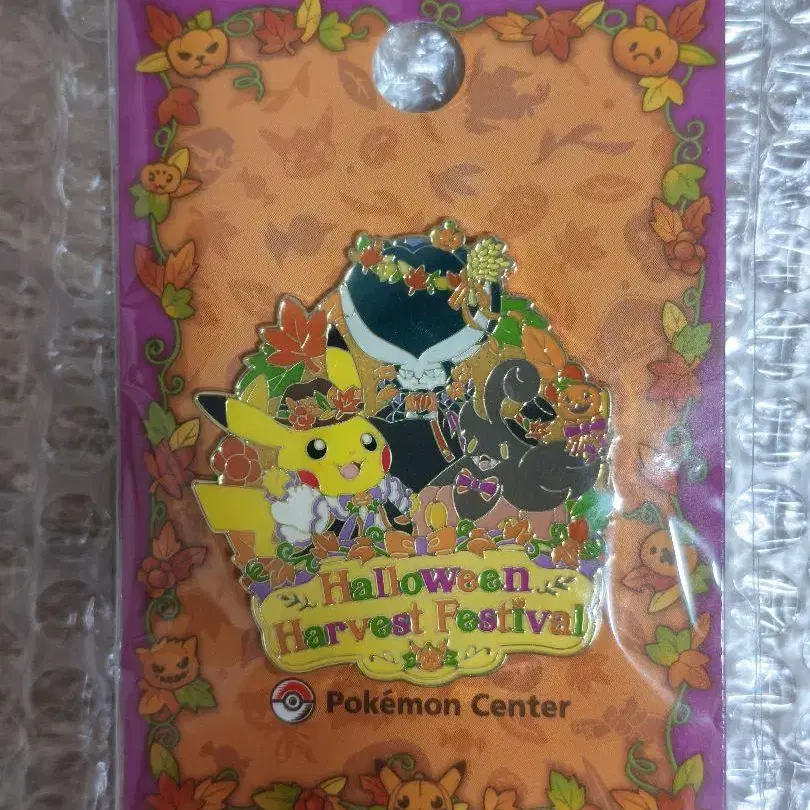 Halloween
Harvest Festival
Pokémon Center